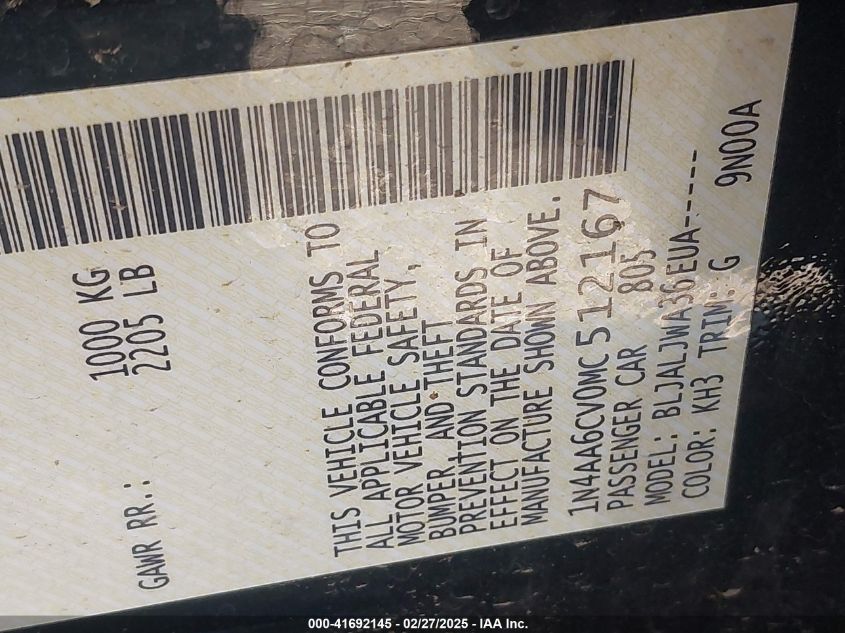 GAWR RR.: 1000 KG
2205 LB
THIS VEHICLE CONFORMS TO
ALL APPLICABLE FEDERAL
MOTOR VEHICLE SAFETY,
BUMPER, AND THEFT
PREVENTION STANDARDS IN
EFFECT ON THE DATE OF
MANUFACTURE SHOWN ABOVE.
1N4AA6CV0MC512167
PASSENGER CAR 805
MODEL: BLJALJWA36EUA-----
COLOR: KH3 TRIM: G 9N00A
000-41692145 - 02/27/2025 - IAA Inc.